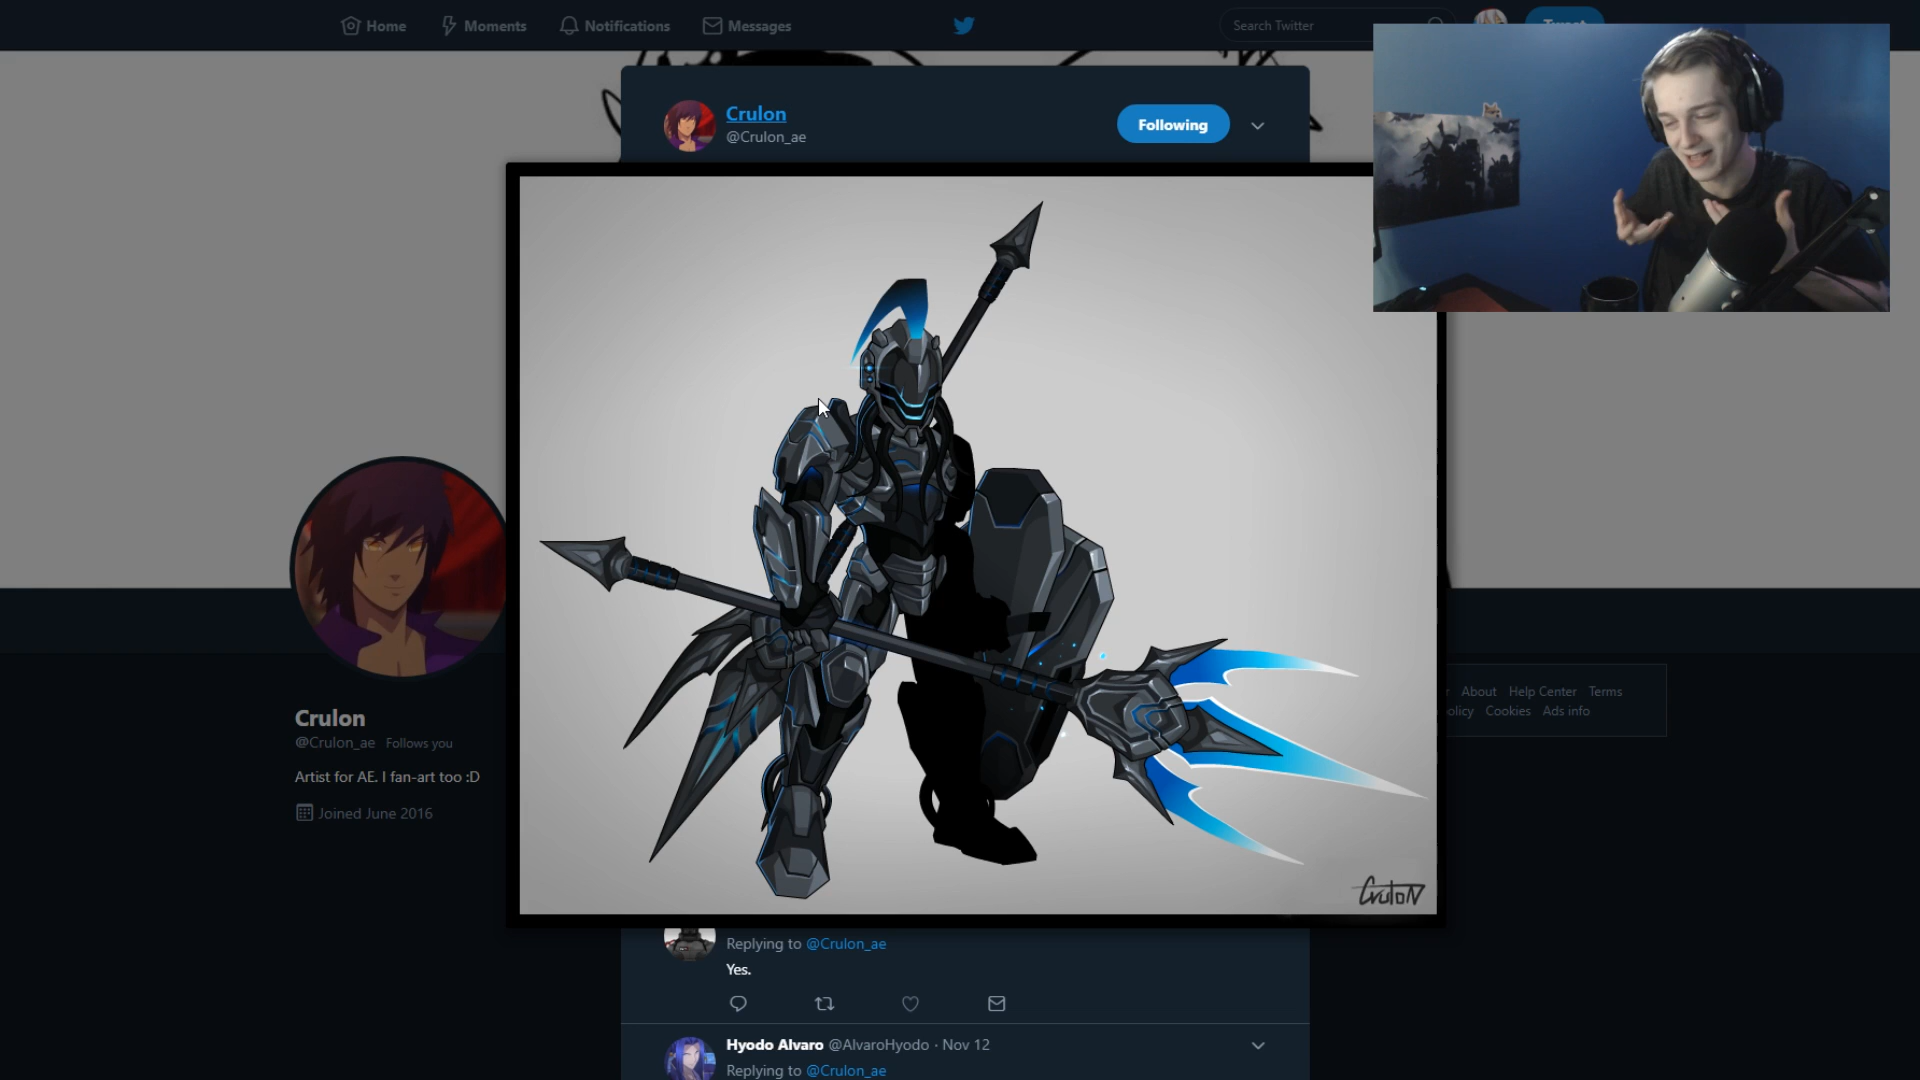 Home
Moments
Notifications
Messages
Search Twitter
Tweet
Crulon
@Crulon_ae
Following
Crulon
Crulon
@Crulon_ae Follows you
Artist for AE. I fan-art too :D
Joined June 2016
About Help Center Terms
Cookies Ads info
Replying to @Crulon_ae
Yes.
Hyodo Alvaro @AlvaroHyodo · Nov 12
Replying to @Crulon_ae